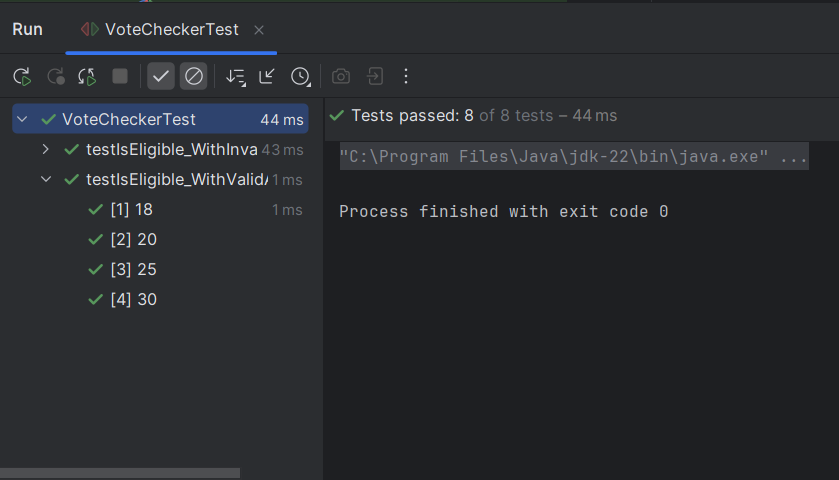 Run VoteCheckerTest
VoteCheckerTest 44 ms
testIsEligible_WithInva 43 ms
testIsEligible_WithValid 1 ms
[1] 18 1 ms
[2] 20
[3] 25
[4] 30
Tests passed: 8 of 8 tests – 44 ms
"C:\Program Files\Java\jdk-22\bin\java.exe" ...
Process finished with exit code 0